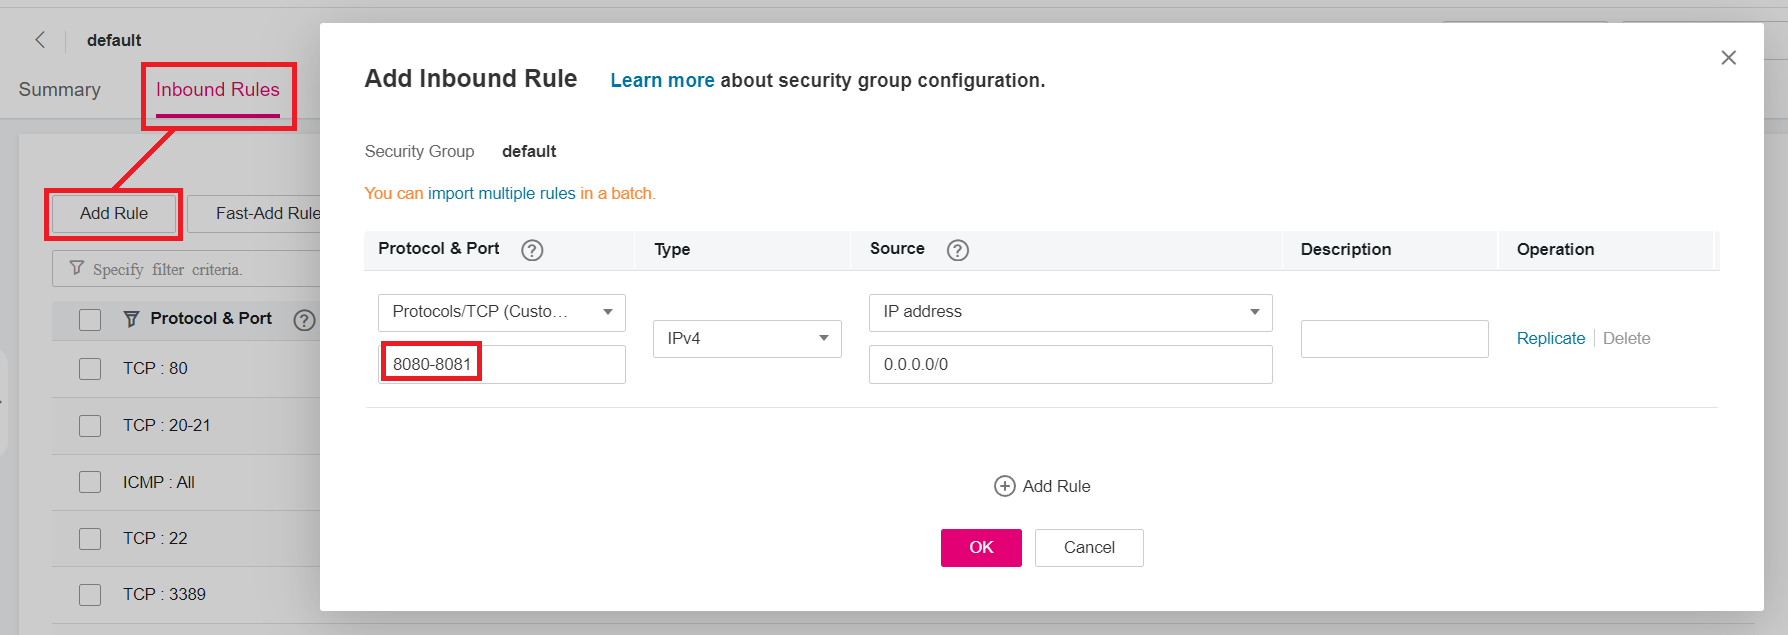 default
Summary
Inbound Rules
Add Rule
Fast-Add Rule
Specify filter criteria.
Protocol & Port ?
TCP : 80
TCP : 20-21
ICMP : All
TCP : 22
TCP : 3389
Add Inbound Rule Learn more about security group configuration.
Security Group default
You can import multiple rules in a batch.
Protocol & Port ? Type Source ? Description Operation
Protocols/TCP (Custo... IPv4 IP address Replicate Delete
8080-8081 0.0.0.0/0
Add Rule
OK Cancel